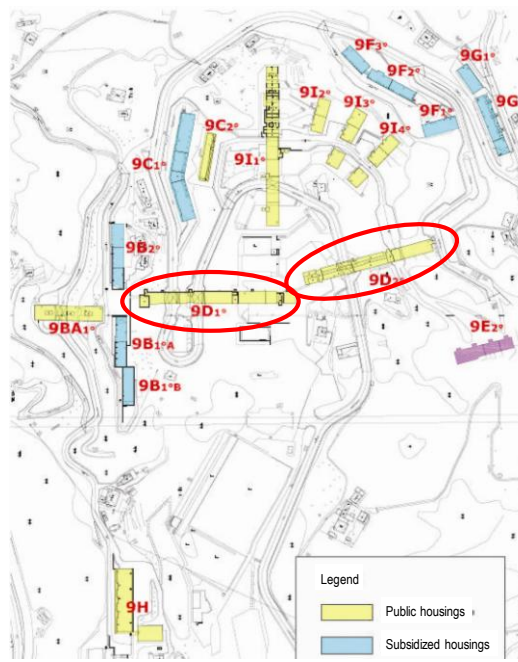 9F₃°
9F₂°
9G₁°
9G
9F₁°
9I₂°
9I₃°
9I₄°
9C₂°
9C₁°
9I₁°
9B₂°
9D₂°
9D₁°
9BA₁°
9B₁°A
9E₂°
9B₁°B
9H
Legend
Public housings
Subsidized housings